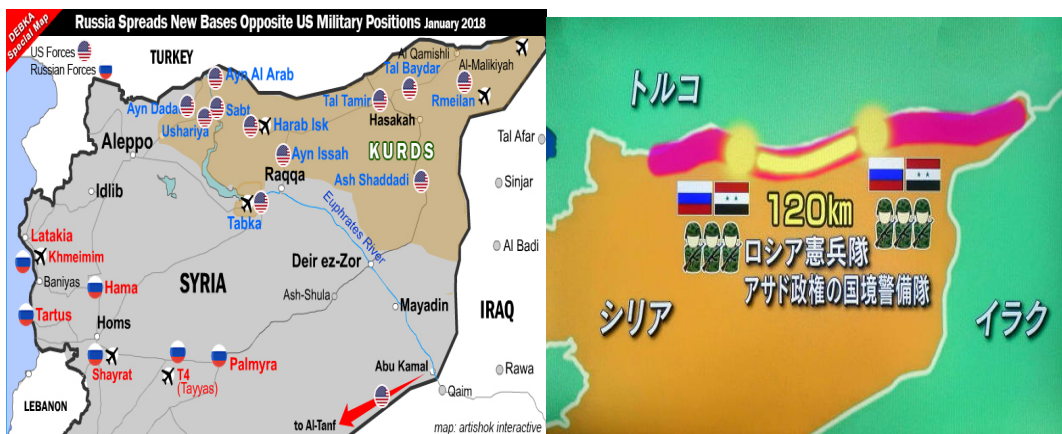 DEBKA
Special Map
Russia Spreads New Bases Opposite US Military Positions January 2018
US Forces
Russian Forces
TURKEY
Al Qamishli
Tal Baydar
Al-Malikiyah
Ayn Al Arab
Ayn Dada
Sabt
Tal Tamir
Rmeilan
Ushariya
Harab Isk
Hasakah
Tal Afar
Aleppo
KURDS
Ayn Issah
Idlib
Raqqa
Ash Shaddadi
Sinjar
Tabka
Euphrates River
Latakia
Khmeimim
Al Badi
Baniyas
Hama
SYRIA
Deir ez-Zor
Ash-Shula
Tartus
Mayadin
IRAQ
Homs
Shayrat
T4
(Tayyas)
Palmyra
Abu Kamal
Rawa
Qaim
LEBANON
to Al-Tanf
map: artishok interactive
トルコ
120km
ロシア憲兵隊
アサド政権の国境警備隊
シリア
イラク